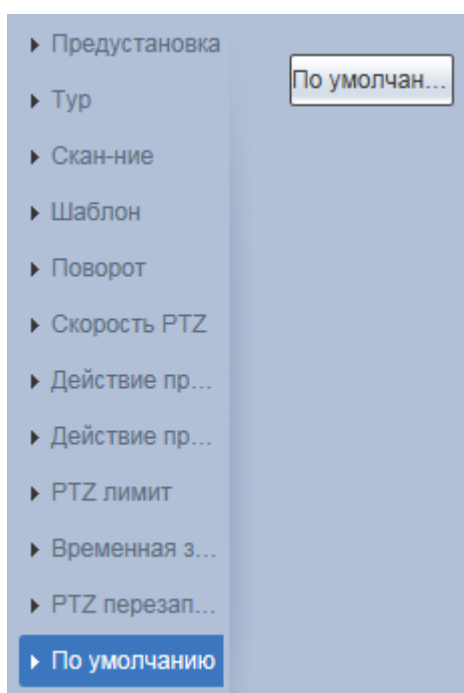 Предустановка
Тур
Скан-ние
Шаблон
Поворот
Скорость PTZ
Действие пр...
Действие пр...
PTZ лимит
Временная з...
PTZ перезап...
По умолчанию
По умолчан...